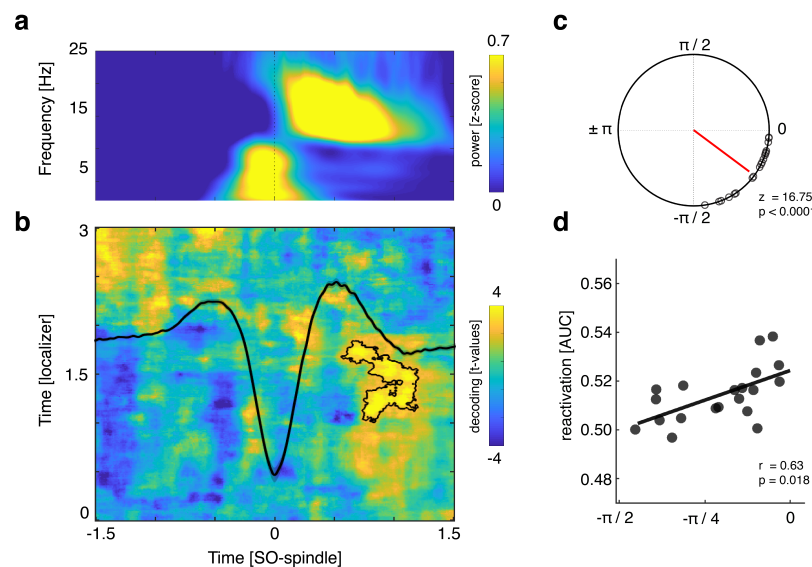 a
25
15
5
Frequency [Hz]
0.7
0
power [z-score]
b
3
1.5
0
Time [localizer]
-1.5
0
1.5
Time [SO-spindle]
4
-4
decoding [t-values]
c
π / 2
± π
0
-π / 2
z = 16.75
p < 0.0001
d
0.56
0.54
0.52
0.50
0.48
reactivation [AUC]
r = 0.63
p = 0.018
-π / 2
-π / 4
0